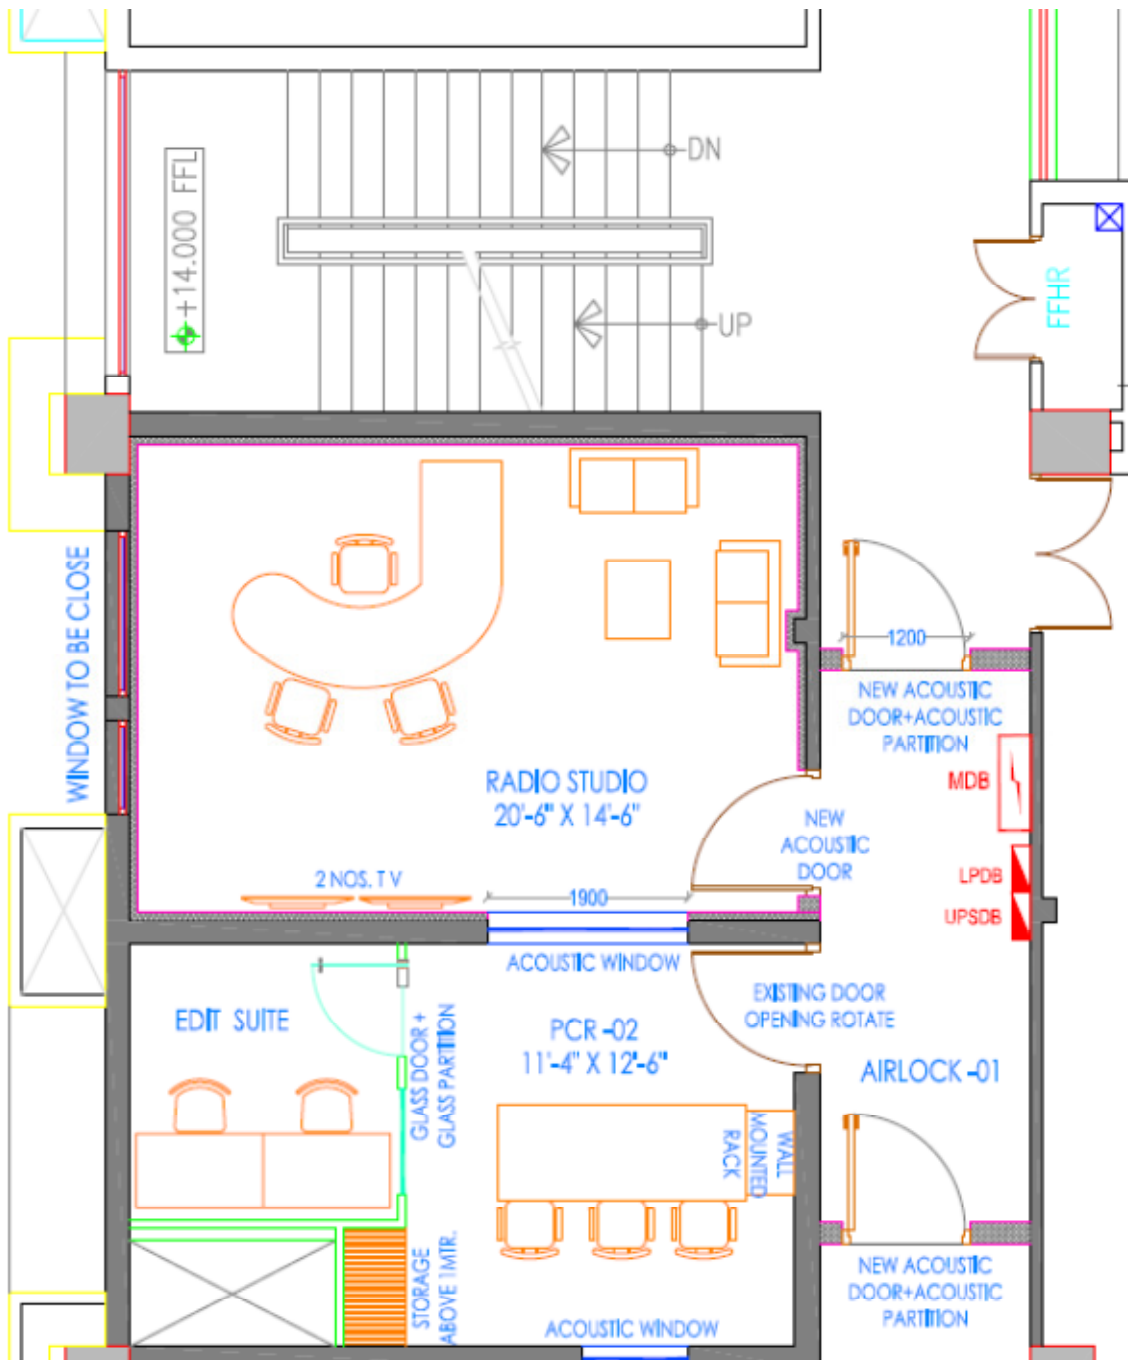 DN
+14.000 FFL
UP
FFHR
WINDOW TO BE CLOSE
1200
NEW ACOUSTIC
DOOR+ACOUSTIC
PARTITION
MDB
RADIO STUDIO
20'-6" X 14'-6"
NEW
ACOUSTIC
DOOR
LPDB
2 NOS. T V
1900
UPSDB
ACOUSTIC WINDOW
EXISTING DOOR
OPENING ROTATE
EDIT SUITE
GLASS DOOR +
GLASS PARTITION
PCR -02
11'-4" X 12'-6"
AIRLOCK -01
WALL
MOUNTED
RACK
STORAGE
ABOVE 1MTR.
NEW ACOUSTIC
DOOR+ACOUSTIC
PARTITION
ACOUSTIC WINDOW